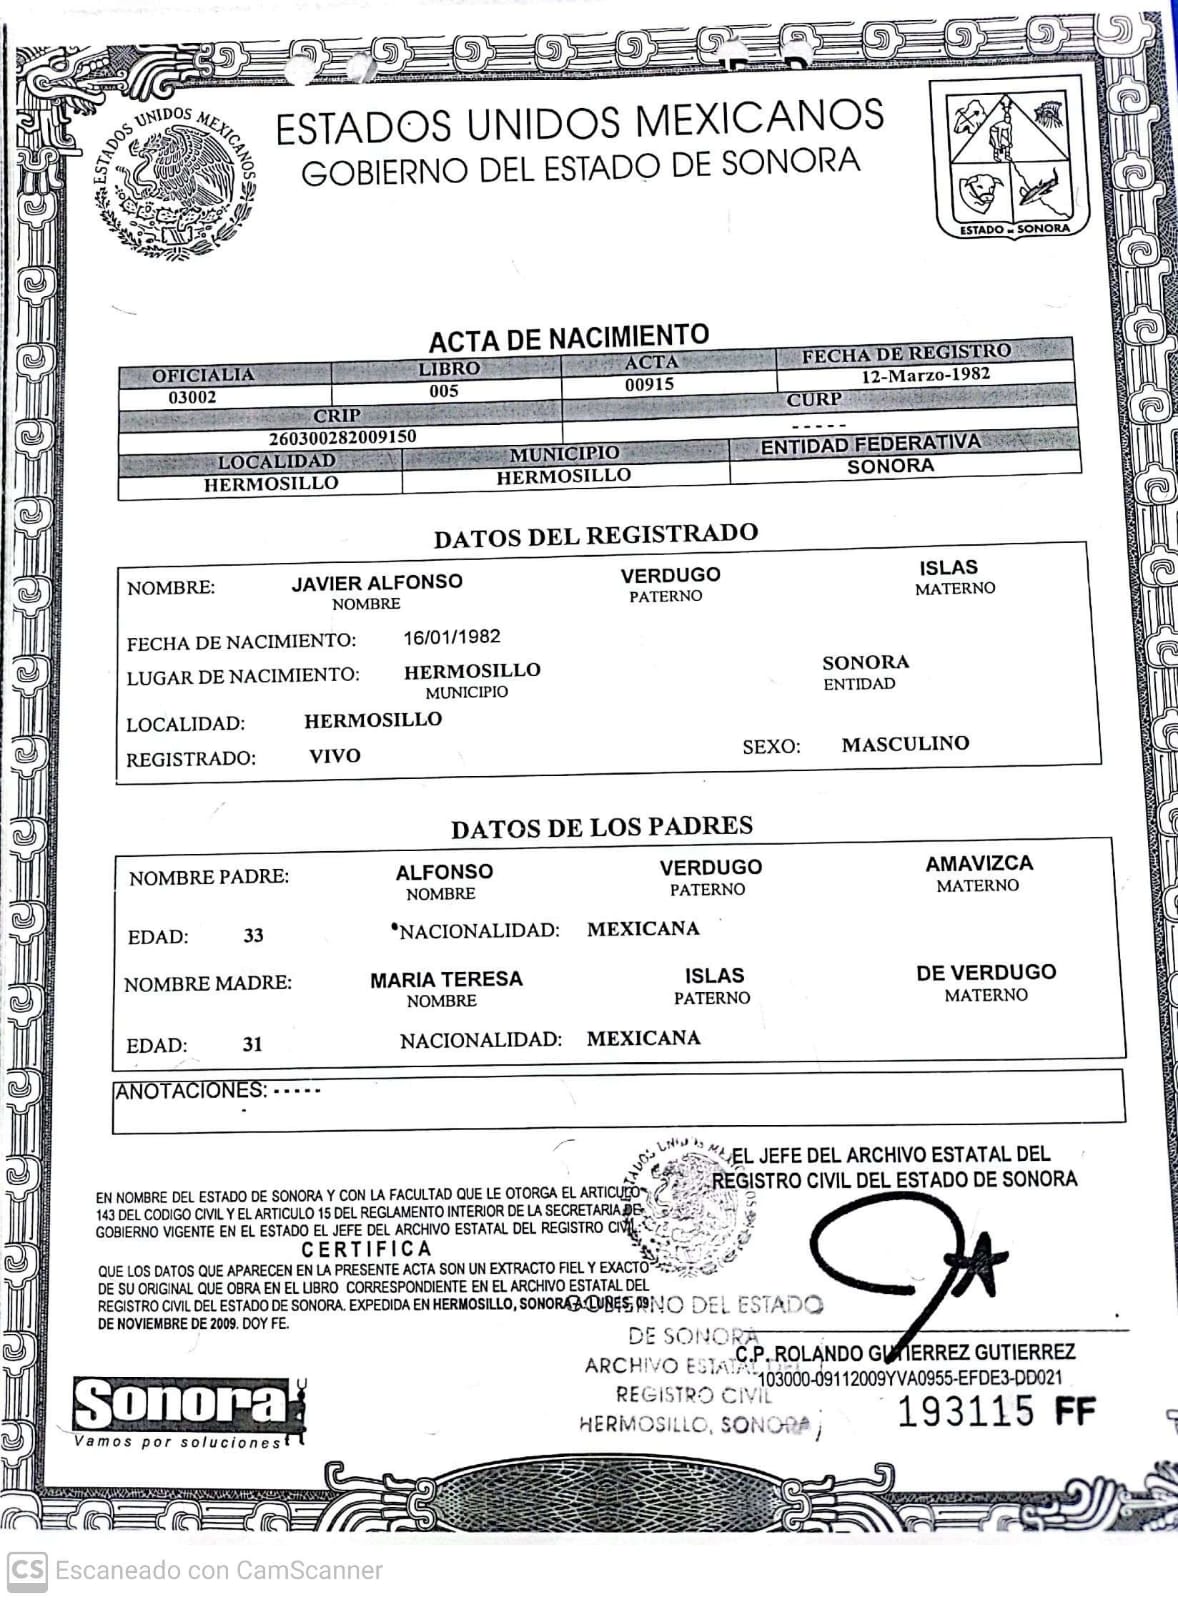 ESTADOS UNIDOS MEXICANOS
ESTADOS UNIDOS MEXICANOS
GOBIERNO DEL ESTADO DE SONORA
ESTADO DE SONORA
ACTA DE NACIMIENTO
OFICIALIA LIBRO ACTA FECHA DE REGISTRO
03002 005 00915 12-Marzo-1982
CRIP CURP
260300282009150 -----
LOCALIDAD MUNICIPIO ENTIDAD FEDERATIVA
HERMOSILLO HERMOSILLO SONORA
DATOS DEL REGISTRADO
NOMBRE: JAVIER ALFONSO VERDUGO ISLAS
NOMBRE PATERNO MATERNO
FECHA DE NACIMIENTO: 16/01/1982
LUGAR DE NACIMIENTO: HERMOSILLO SONORA
MUNICIPIO ENTIDAD
LOCALIDAD: HERMOSILLO
REGISTRADO: VIVO SEXO: MASCULINO
DATOS DE LOS PADRES
NOMBRE PADRE: ALFONSO VERDUGO AMAVIZCA
NOMBRE PATERNO MATERNO
EDAD: 33 NACIONALIDAD: MEXICANA
NOMBRE MADRE: MARIA TERESA ISLAS DE VERDUGO
NOMBRE PATERNO MATERNO
EDAD: 31 NACIONALIDAD: MEXICANA
ANOTACIONES: -----
EL JEFE DEL ARCHIVO ESTATAL DEL
REGISTRO CIVIL DEL ESTADO DE SONORA
EN NOMBRE DEL ESTADO DE SONORA Y CON LA FACULTAD QUE LE OTORGA EL ARTICULO
143 DEL CODIGO CIVIL Y EL ARTICULO 15 DEL REGLAMENTO INTERIOR DE LA SECRETARIA DE
GOBIERNO VIGENTE EN EL ESTADO EL JEFE DEL ARCHIVO ESTATAL DEL REGISTRO CIVIL:
CERTIFICA
QUE LOS DATOS QUE APARECEN EN LA PRESENTE ACTA SON UN EXTRACTO FIEL Y EXACTO
DE SU ORIGINAL QUE OBRA EN EL LIBRO CORRESPONDIENTE EN EL ARCHIVO ESTATAL DEL
REGISTRO CIVIL DEL ESTADO DE SONORA. EXPEDIDA EN HERMOSILLO, SONORA A LUNES, 09
DE NOVIEMBRE DE 2009. DOY FE.
GOBIERNO DEL ESTADO
DE SONORA
ARCHIVO ESTATAL DEL
REGISTRO CIVIL
HERMOSILLO, SONORA
C.P. ROLANDO GUTIERREZ GUTIERREZ
103000-09112009YVA0955-EFDE3-DD021
193115 FF
Sonora
Vamos por soluciones
CS Escaneado con CamScanner